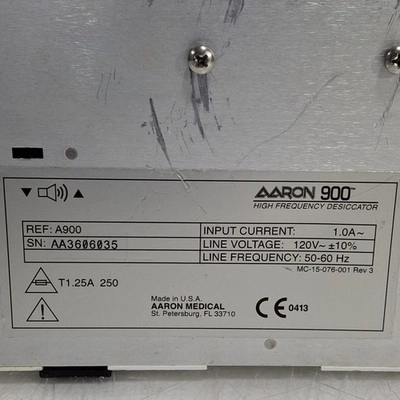 AARON 900™
HIGH FREQUENCY DESICCATOR
REF: A900
SN: AA3606035
INPUT CURRENT: 1.0A~
LINE VOLTAGE: 120V~ ±10%
LINE FREQUENCY: 50-60 Hz
MC-15-076-001 Rev 3
T1.25A 250
Made in U.S.A.
AARON MEDICAL
St. Petersburg, FL 33710
CE 0413